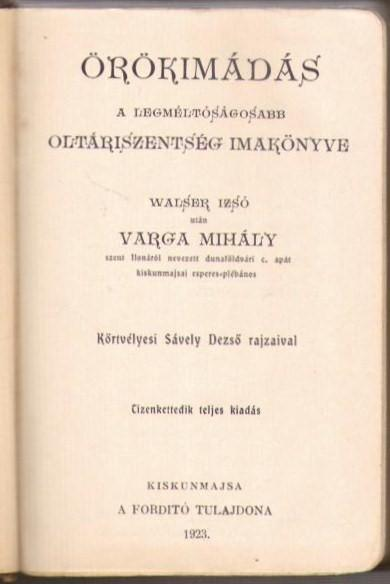 ÖRÖKIMÁDÁS
A LEGMÉLTÓSÁGOSABB
OLTÁRISZENTSÉG IMAKÖNYVE
WALSER IZSÓ
után
VARGA MIHÁLY
szent Ilonáról nevezett dunaföldvári c. apát
kiskunmajsai esperes-plébános
Körtvélyesi Sávely Dezső rajzaival
Tizenkettedik teljes kiadás
KISKUNMAJSA
A FORDITÓ TULAJDONA
1923.